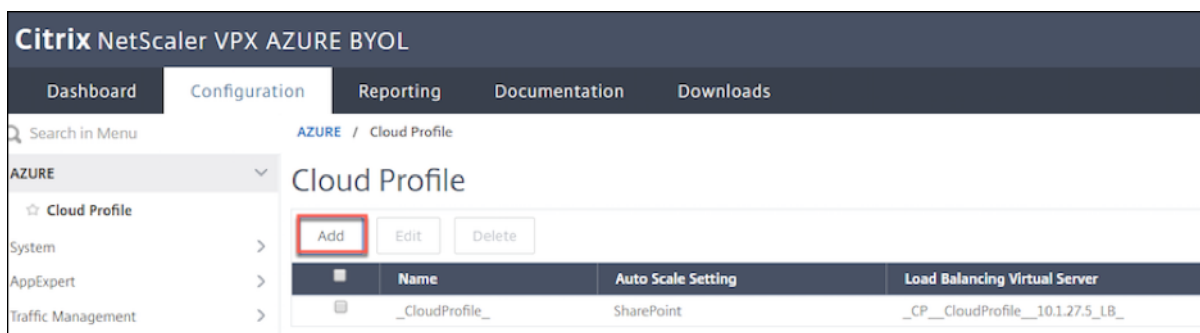 Citrix NetScaler VPX AZURE BYOL
Dashboard Configuration Reporting Documentation Downloads
Search in Menu
AZURE / Cloud Profile
AZURE
Cloud Profile
Cloud Profile
Add Edit Delete
System
AppExpert
Traffic Management
Name Auto Scale Setting Load Balancing Virtual Server
_CloudProfile_ SharePoint _CP__CloudProfile__10.1.27.5_LB_